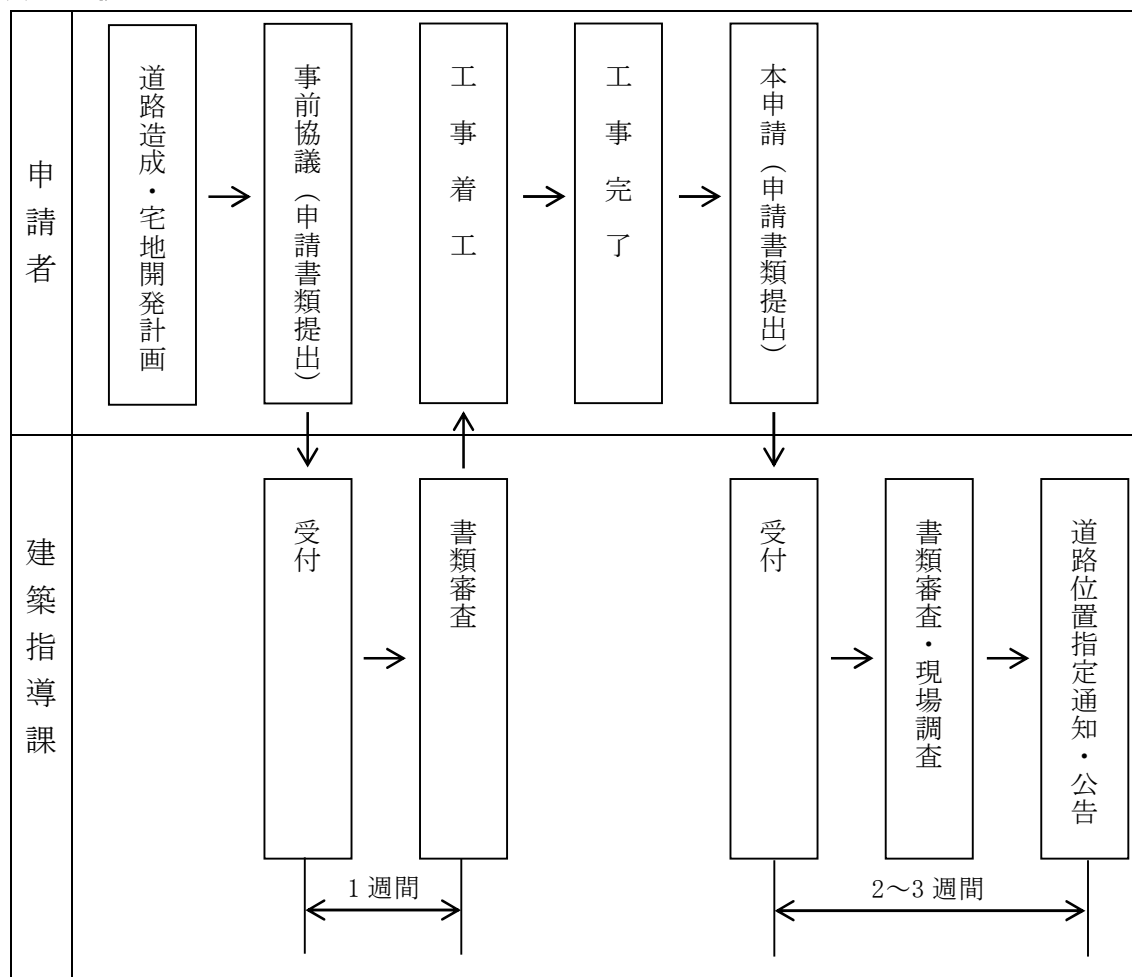 申請者
道路造成・宅地開発計画
事前協議（申請書類提出）
工事着工
工事完了
本申請（申請書類提出）
建築指導課
受付
書類審査
受付
書類審査・現場調査
道路位置指定通知・公告
1週間
2～3週間